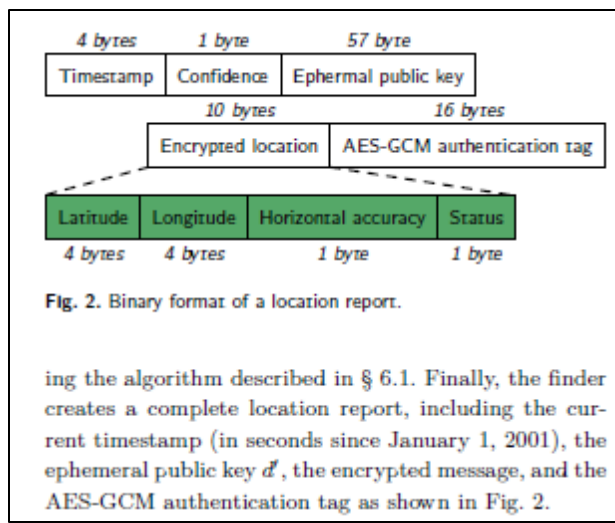 4 bytes 1 byte 57 byte
Timestamp Confidence Ephermal public key
10 bytes 16 bytes
Encrypted location AES-GCM authentication tag
Latitude Longitude Horizontal accuracy Status
4 bytes 4 bytes 1 byte 1 byte
Fig. 2. Binary format of a location report.
ing the algorithm described in § 6.1. Finally, the finder
creates a complete location report, including the cur-
rent timestamp (in seconds since January 1, 2001), the
ephemeral public key d′, the encrypted message, and the
AES-GCM authentication tag as shown in Fig. 2.